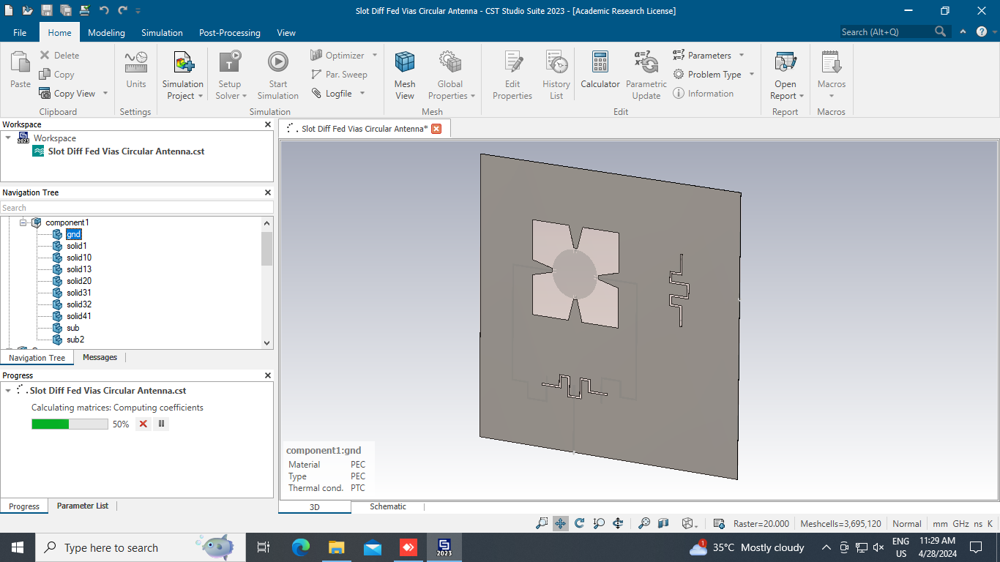 Slot Diff Fed Vias Circular Antenna - CST Studio Suite 2023 - [Academic Research License]
File Home Modeling Simulation Post-Processing View Search (Alt+Q)
Paste
Delete
Copy
Copy View
Clipboard
Units
Settings
Simulation Project
Setup Solver
Start Simulation
Optimizer
Par. Sweep
Logfile
Simulation
Mesh View
Global Properties
Mesh
Edit Properties
History List
Calculator
Parametric Update
Parameters
Problem Type
Information
Edit
Open Report
Report
Macros
Macros
Workspace
Workspace
Slot Diff Fed Vias Circular Antenna.cst
Navigation Tree
Search
component1
gnd
solid1
solid10
solid13
solid20
solid31
solid32
solid41
sub
sub2
Navigation Tree Messages
Progress
Slot Diff Fed Vias Circular Antenna.cst
Calculating matrices: Computing coefficients
50%
Progress Parameter List
Slot Diff Fed Vias Circular Antenna*
component1:gnd
Material PEC
Type PEC
Thermal cond. PTC
3D Schematic
Raster=20.000 Meshcells=3,695,120 Normal mm GHz ns K
Type here to search
2023
1
35°C Mostly cloudy
ENG
US
11:29 AM
4/28/2024